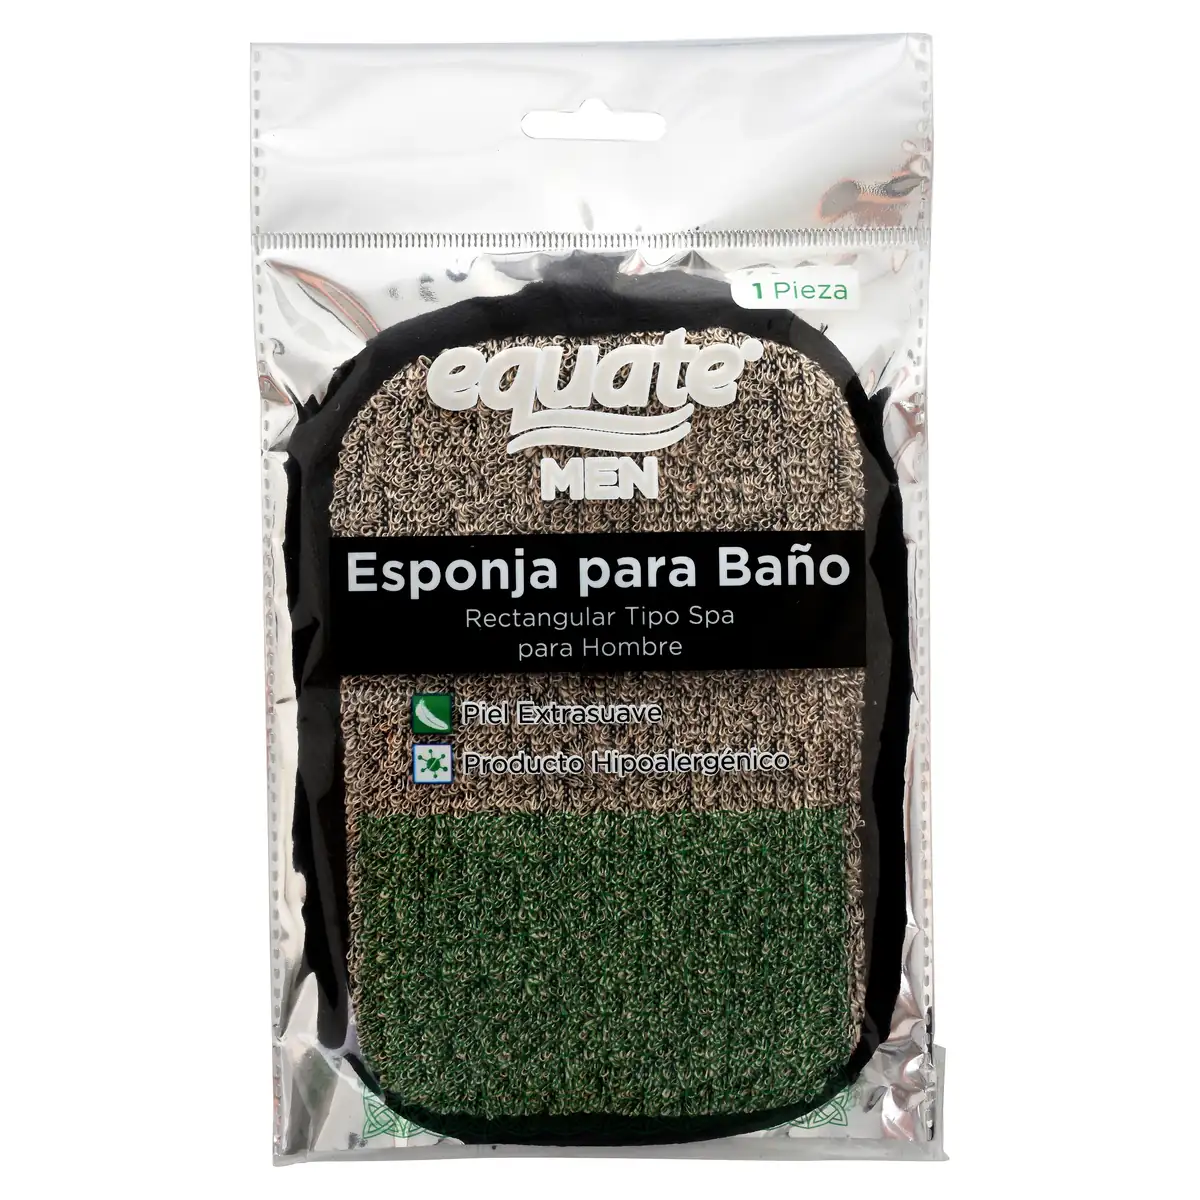 1 Pieza
equate
MEN
Esponja para Baño
Rectangular Tipo Spa
para Hombre
Piel Extrasuave
Producto Hipoalergénico